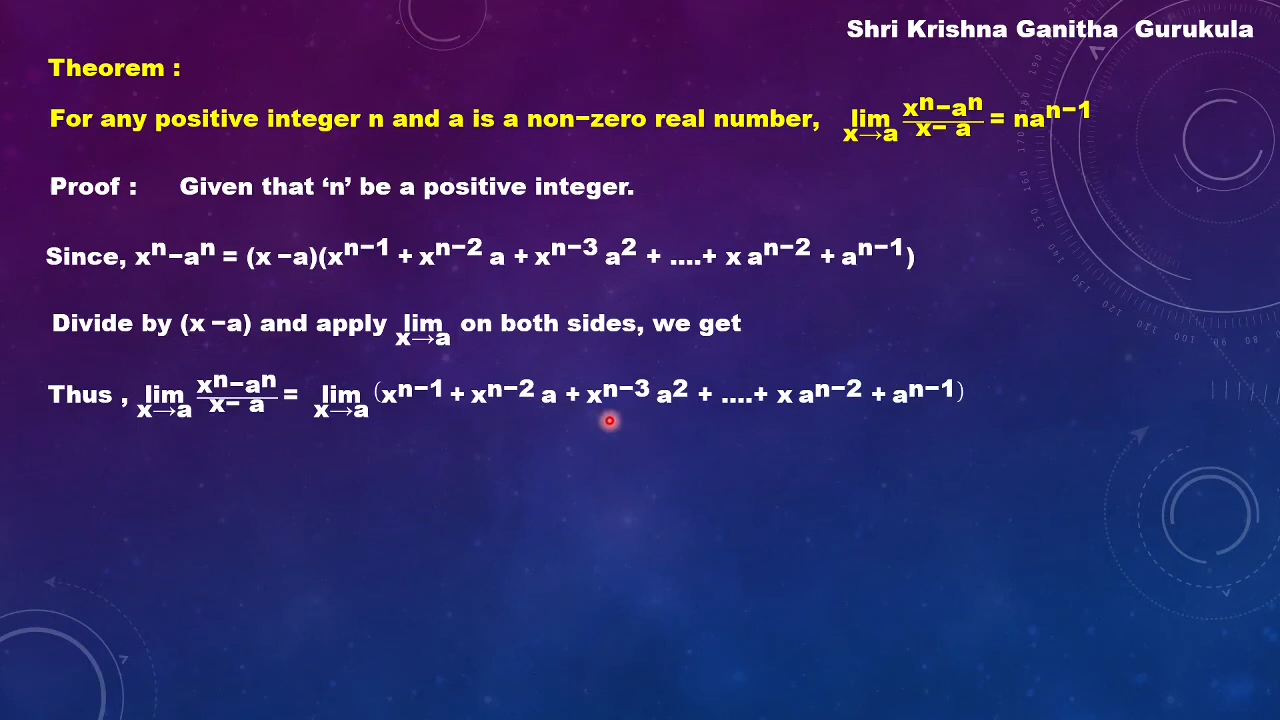 Shri Krishna Ganitha Gurukula
Theorem :
For any positive integer n and a is a non−zero real number, lim x→a (xⁿ−aⁿ)/(x− a) = naⁿ⁻¹
Proof : Given that ‘n’ be a positive integer.
Since, xⁿ−aⁿ = (x −a)(xⁿ⁻¹ + xⁿ⁻² a + xⁿ⁻³ a² + ....+ x aⁿ⁻² + aⁿ⁻¹)
Divide by (x −a) and apply lim x→a on both sides, we get
Thus , lim x→a (xⁿ−aⁿ)/(x− a) = lim x→a (xⁿ⁻¹ + xⁿ⁻² a + xⁿ⁻³ a² + ....+ x aⁿ⁻² + aⁿ⁻¹)